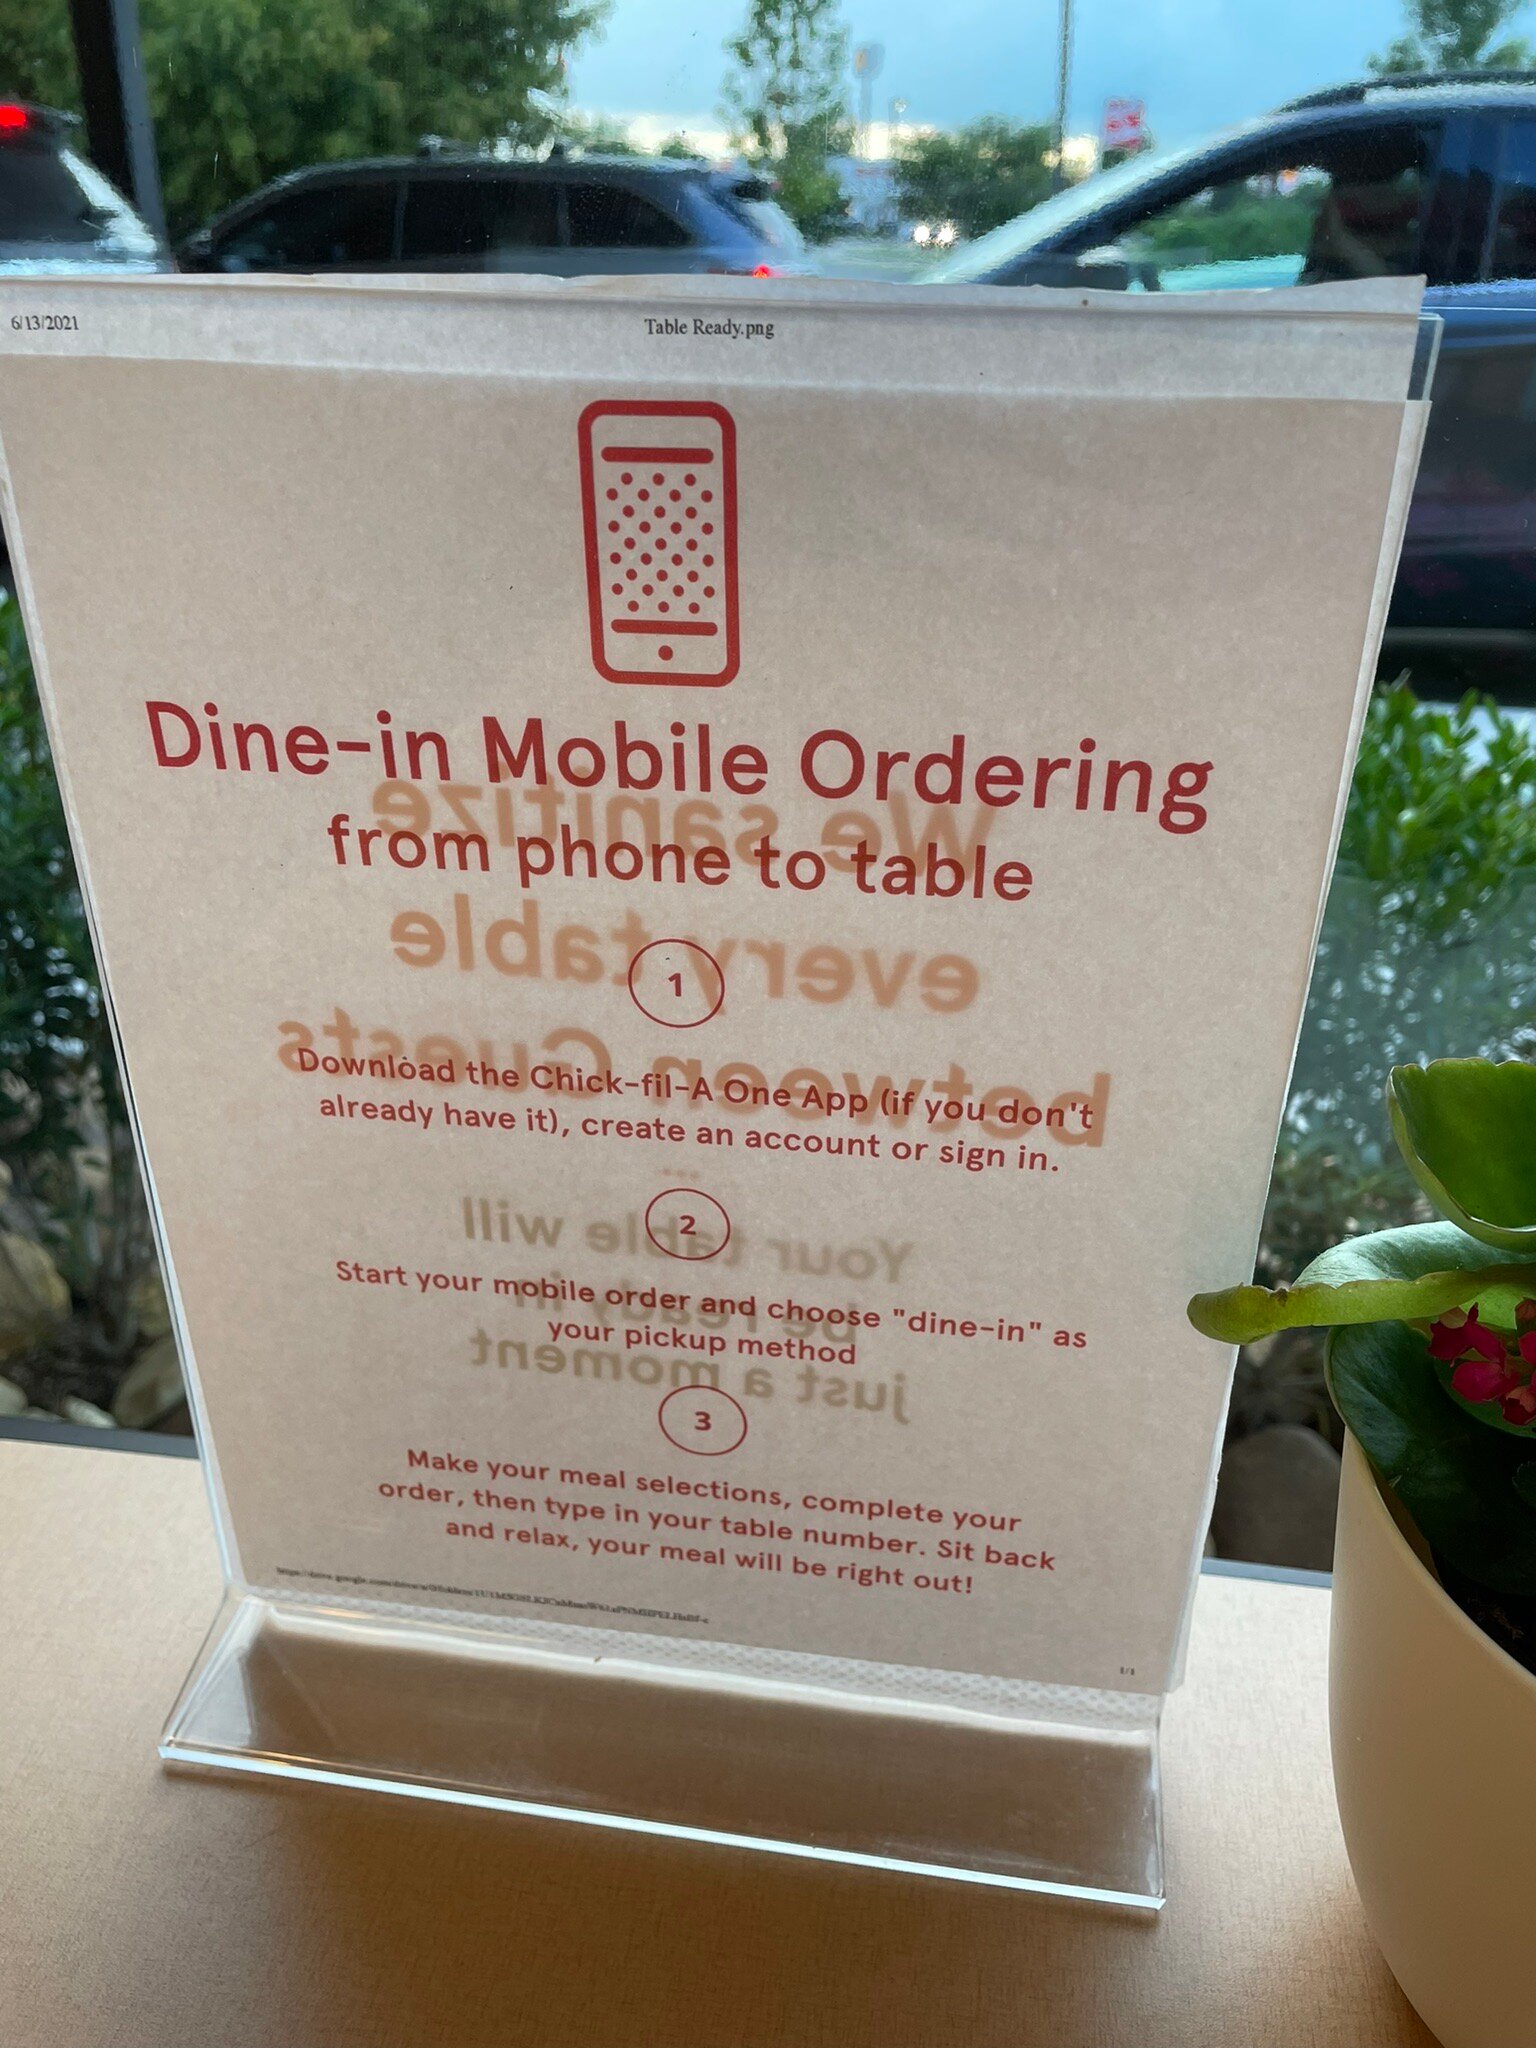 6/13/2021
Table Ready.png
Dine-in Mobile Ordering
from phone to table
1
Download the Chick-fil-A One App (if you don't
already have it), create an account or sign in.
2
Start your mobile order and choose "dine-in" as
your pickup method
3
Make your meal selections, complete your
order, then type in your table number. Sit back
and relax, your meal will be right out!
1/1
We sanitize
every table
between Guests
...
Your table will
be ready in
just a moment